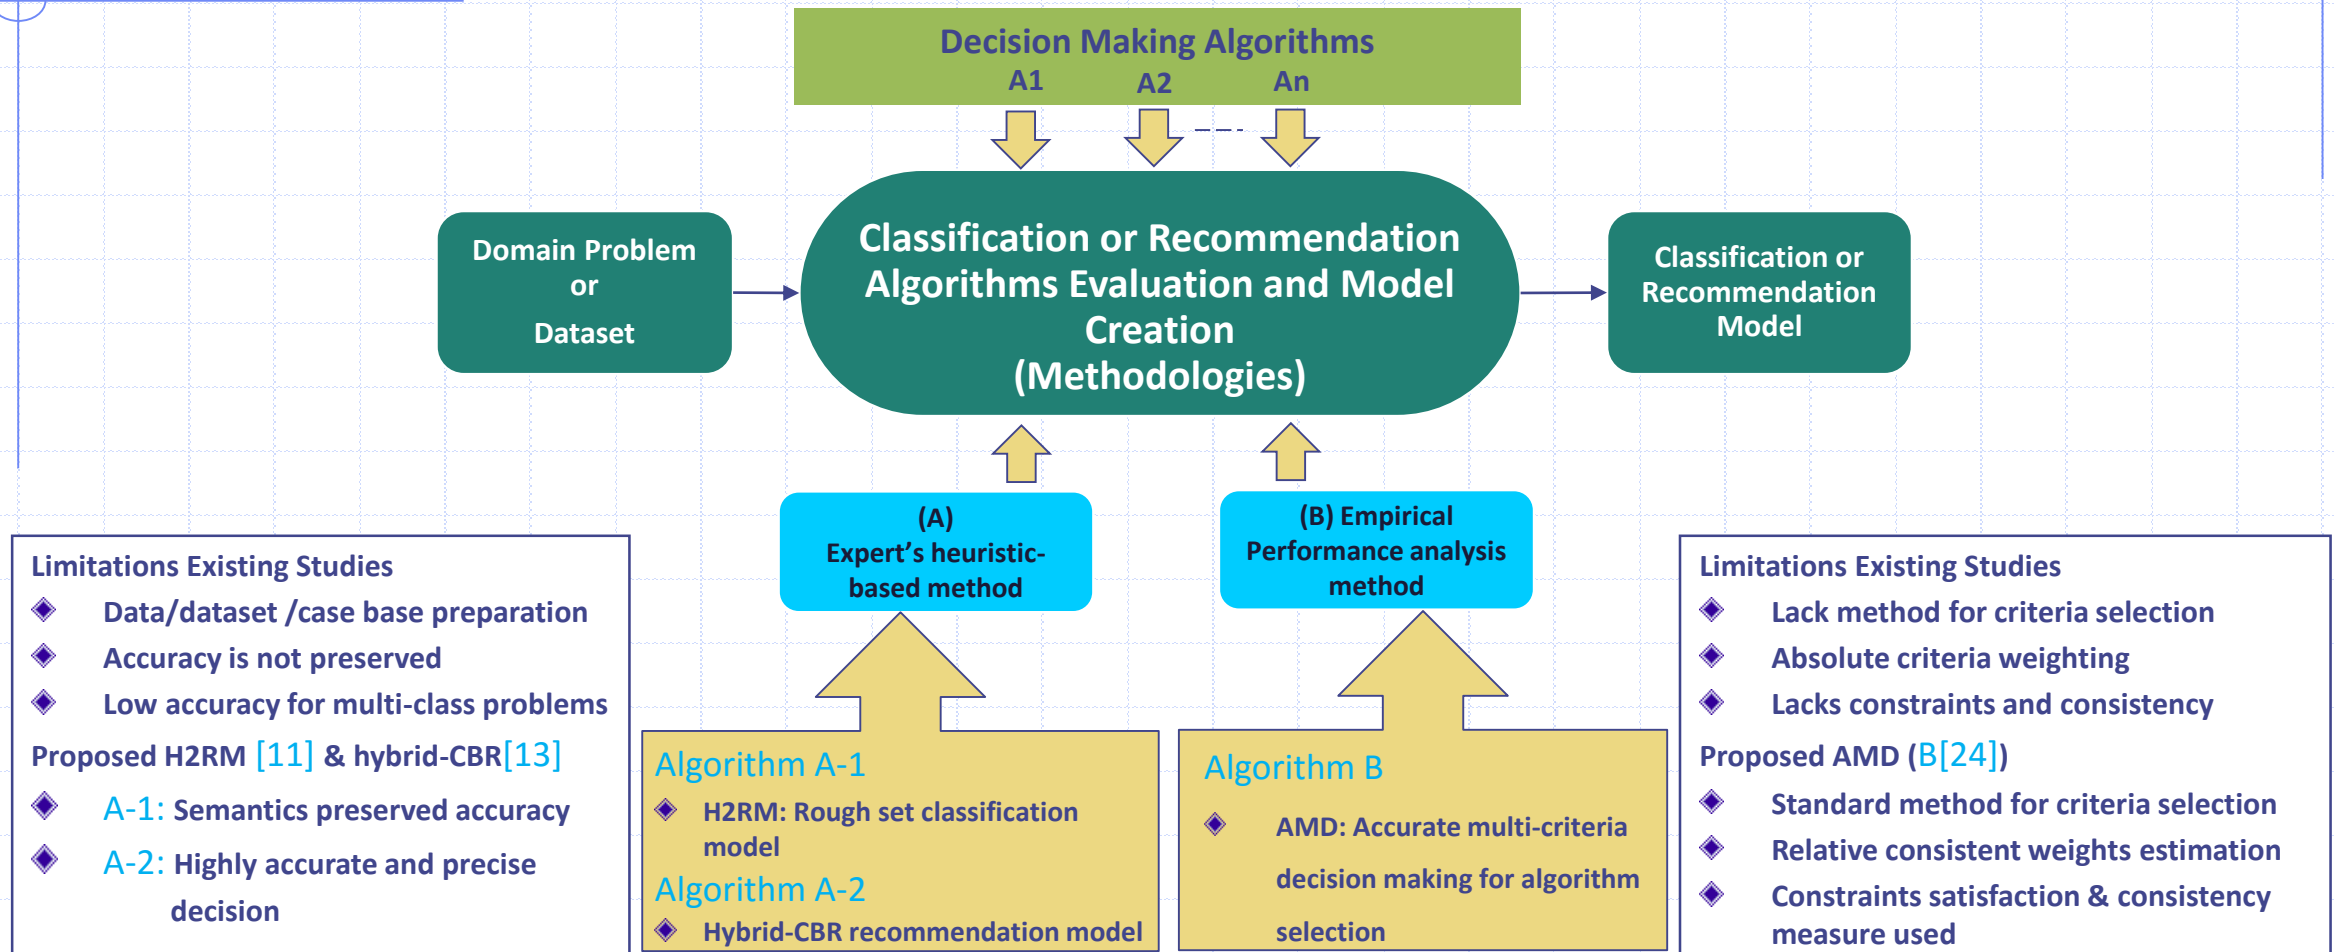 Decision Making Algorithms
A1 A2 An
Domain Problem
or
Dataset
Classification or Recommendation
Algorithms Evaluation and Model
Creation
(Methodologies)
Classification or
Recommendation
Model
(A)
Expert’s heuristic-
based method
(B) Empirical
Performance analysis
method
Limitations Existing Studies
Data/dataset /case base preparation
Accuracy is not preserved
Low accuracy for multi-class problems
Proposed H2RM [11] & hybrid-CBR[13]
A-1: Semantics preserved accuracy
A-2: Highly accurate and precise
decision
Algorithm A-1
H2RM: Rough set classification
model
Algorithm A-2
Hybrid-CBR recommendation model
Algorithm B
AMD: Accurate multi-criteria
decision making for algorithm
selection
Limitations Existing Studies
Lack method for criteria selection
Absolute criteria weighting
Lacks constraints and consistency
Proposed AMD (B[24])
Standard method for criteria selection
Relative consistent weights estimation
Constraints satisfaction & consistency
measure used